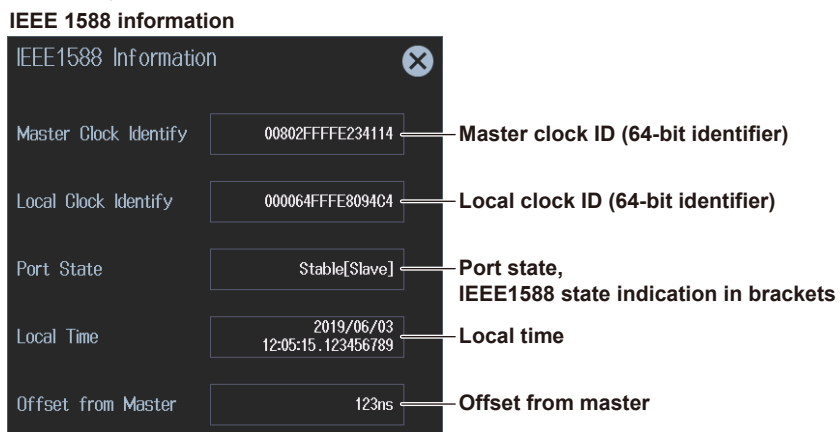 IEEE 1588 information
IEEE1588 Information
Master Clock Identify
00802FFFFE234114
Master clock ID (64-bit identifier)
Local Clock Identify
000064FFFE8094C4
Local clock ID (64-bit identifier)
Port State
Stable[Slave]
Port state,
IEEE1588 state indication in brackets
Local Time
2019/06/03
12:05:15.123456789
Local time
Offset from Master
123ns
Offset from master